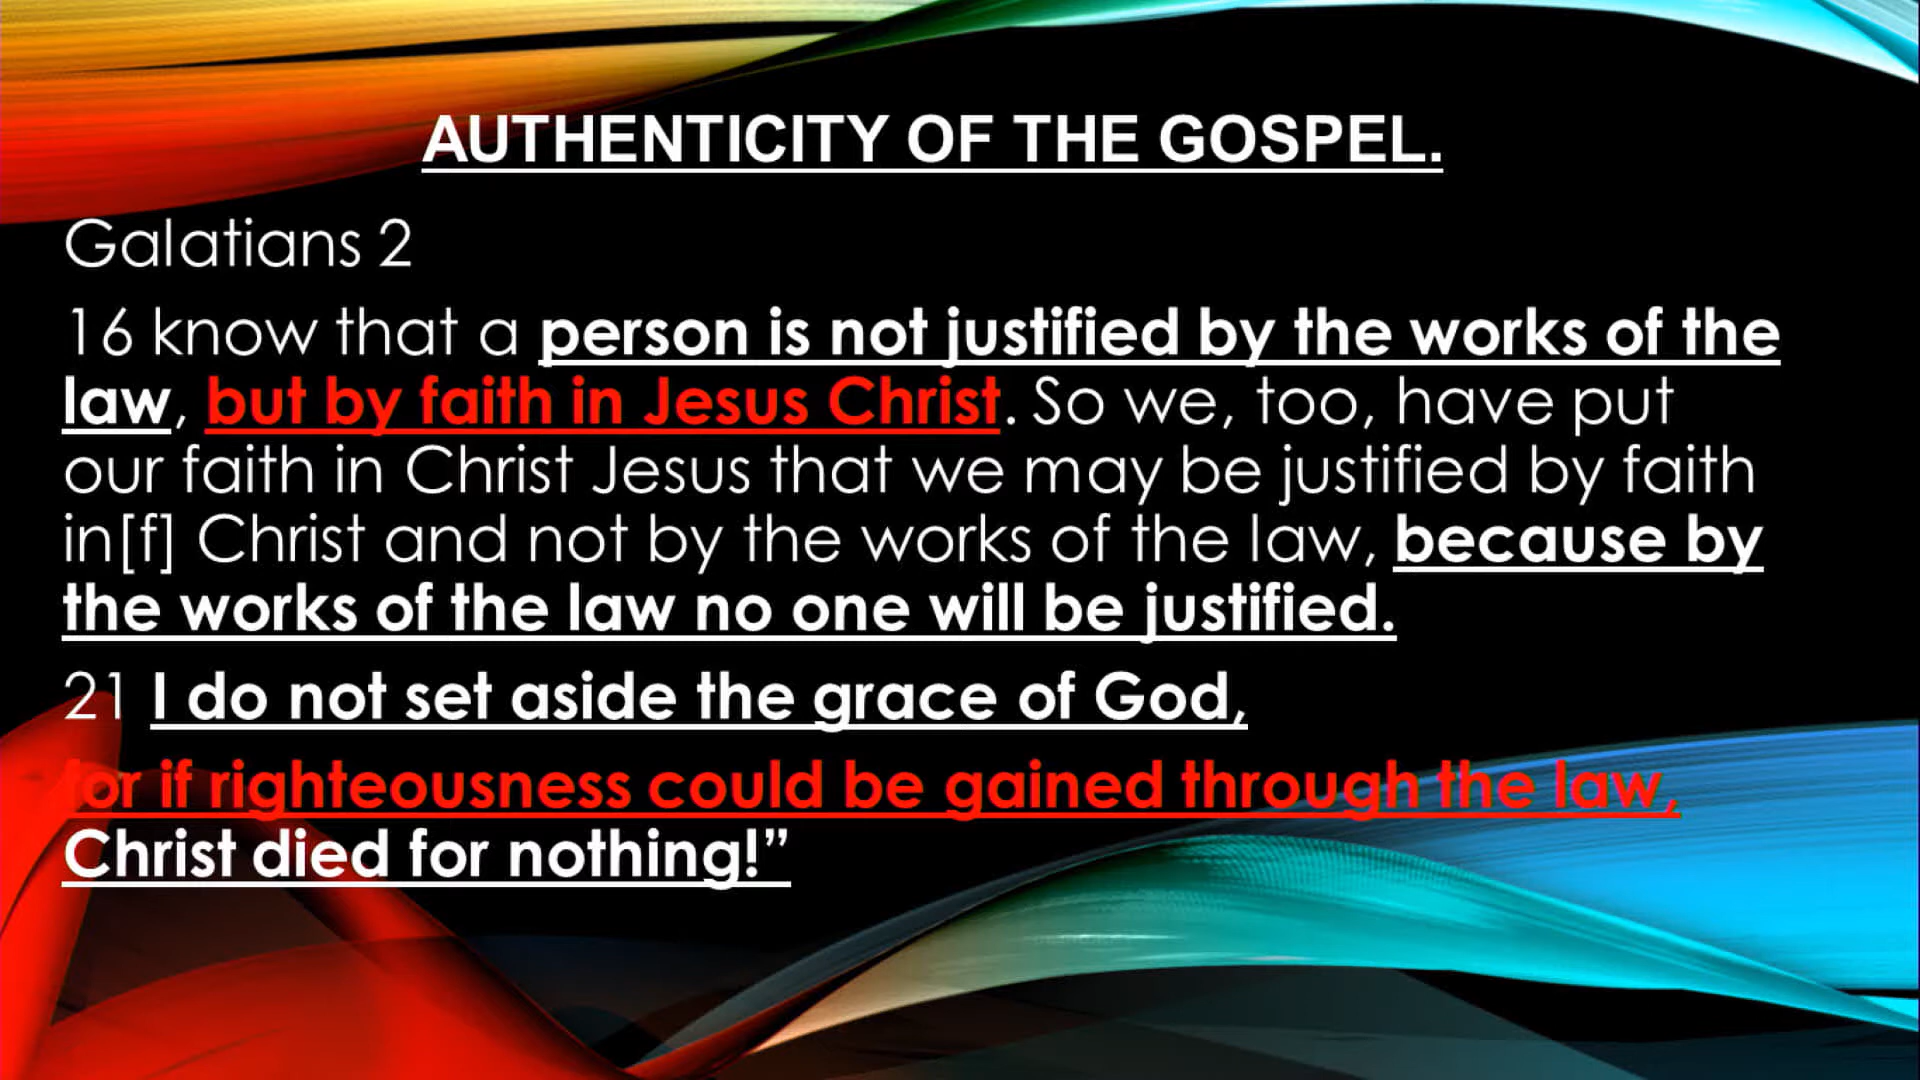 AUTHENTICITY OF THE GOSPEL.
Galatians 2
16 know that a person is not justified by the works of the
law, but by faith in Jesus Christ. So we, too, have put
our faith in Christ Jesus that we may be justified by faith
in[f] Christ and not by the works of the law, because by
the works of the law no one will be justified.
21 I do not set aside the grace of God,
for if righteousness could be gained through the law,
Christ died for nothing!”